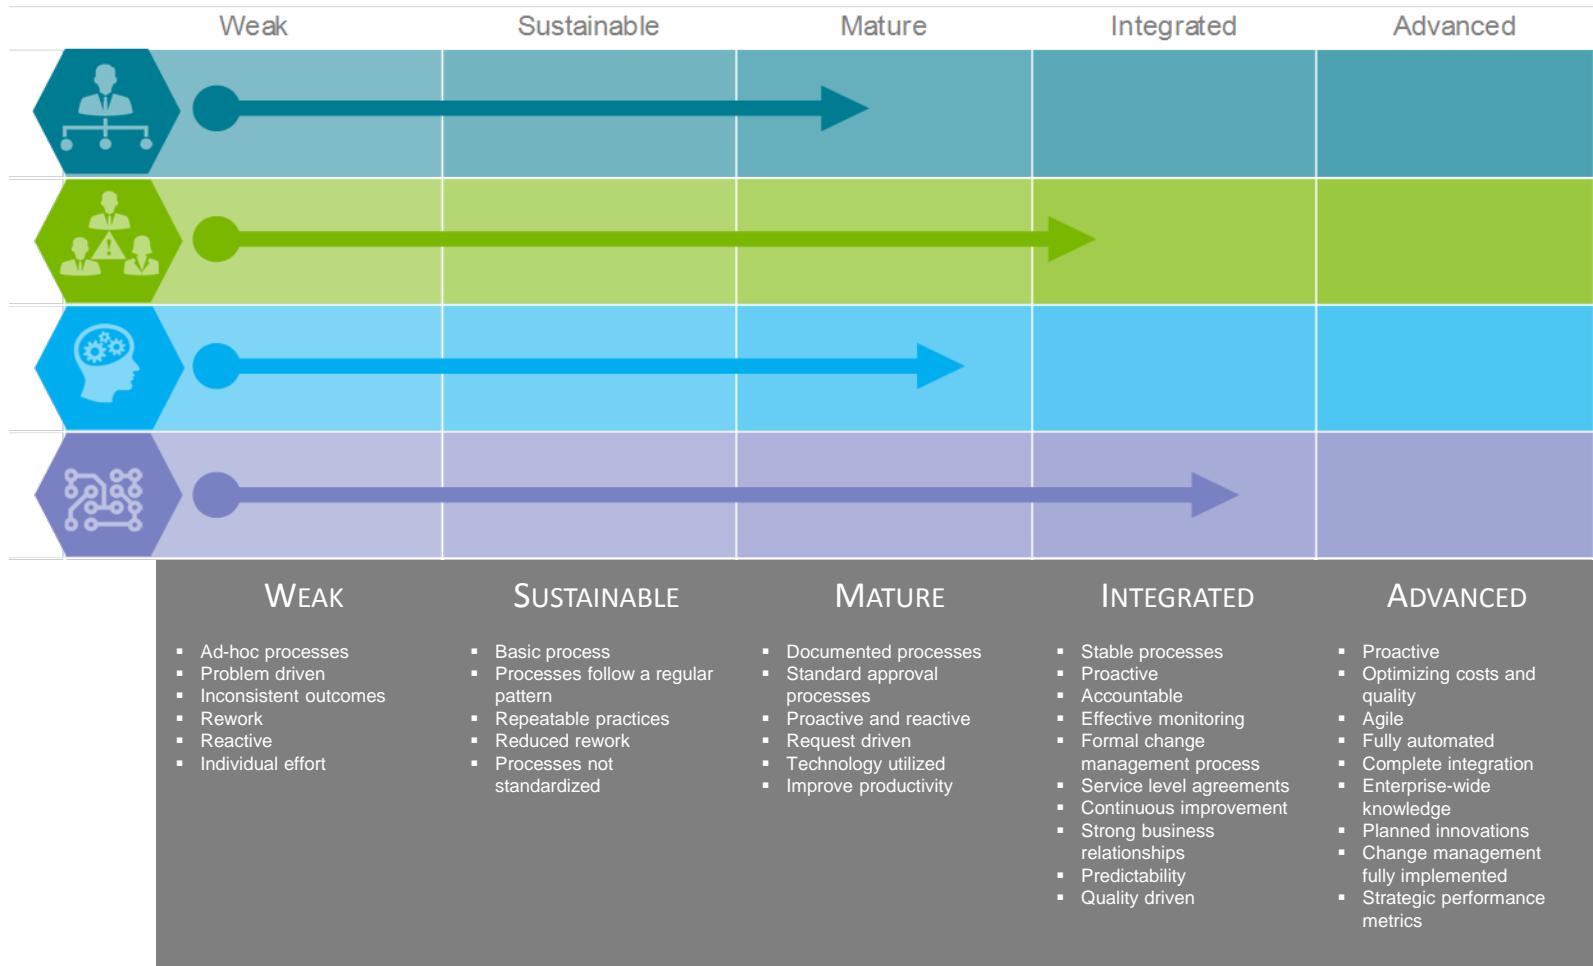 Weak Sustainable Mature Integrated Advanced
WEAK
▪ Ad-hoc processes
▪ Problem driven
▪ Inconsistent outcomes
▪ Rework
▪ Reactive
▪ Individual effort
SUSTAINABLE
▪ Basic process
▪ Processes follow a regular
pattern
▪ Repeatable practices
▪ Reduced rework
▪ Processes not
standardized
MATURE
▪ Documented processes
▪ Standard approval
processes
▪ Proactive and reactive
▪ Request driven
▪ Technology utilized
▪ Improve productivity
INTEGRATED
▪ Stable processes
▪ Proactive
▪ Accountable
▪ Effective monitoring
▪ Formal change
management process
▪ Service level agreements
▪ Continuous improvement
▪ Strong business
relationships
▪ Predictability
▪ Quality driven
ADVANCED
▪ Proactive
▪ Optimizing costs and
quality
▪ Agile
▪ Fully automated
▪ Complete integration
▪ Enterprise-wide
knowledge
▪ Planned innovations
▪ Change management
fully implemented
▪ Strategic performance
metrics